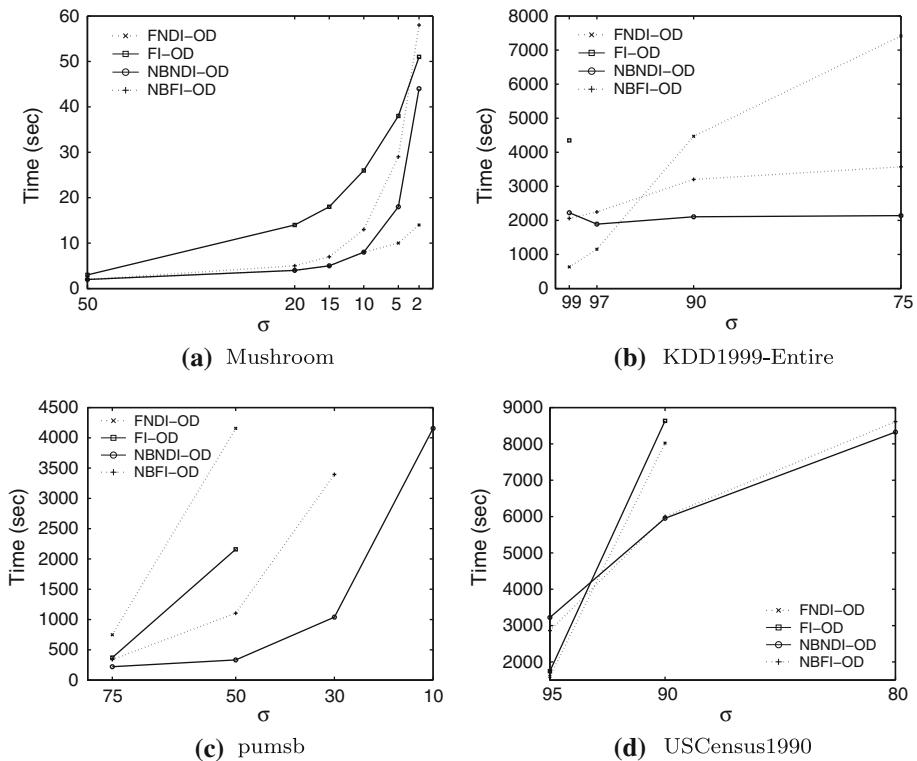 60
50
40
30
20
10
0
Time (sec)
FNDI–OD
FI–OD
NBNDI–OD
NBFI–OD
50 20 15 10 5 2
σ
(a) Mushroom
8000
7000
6000
5000
4000
3000
2000
1000
0
Time (sec)
FNDI–OD
FI–OD
NBNDI–OD
NBFI–OD
99 97 90 75
σ
(b) KDD1999-Entire
4500
4000
3500
3000
2500
2000
1500
1000
500
0
Time (sec)
FNDI–OD
FI–OD
NBNDI–OD
NBFI–OD
75 50 30 10
σ
(c) pumsb
9000
8000
7000
6000
5000
4000
3000
2000
Time (sec)
FNDI–OD
FI–OD
NBNDI–OD
NBFI–OD
95 90 80
σ
(d) USCensus1990